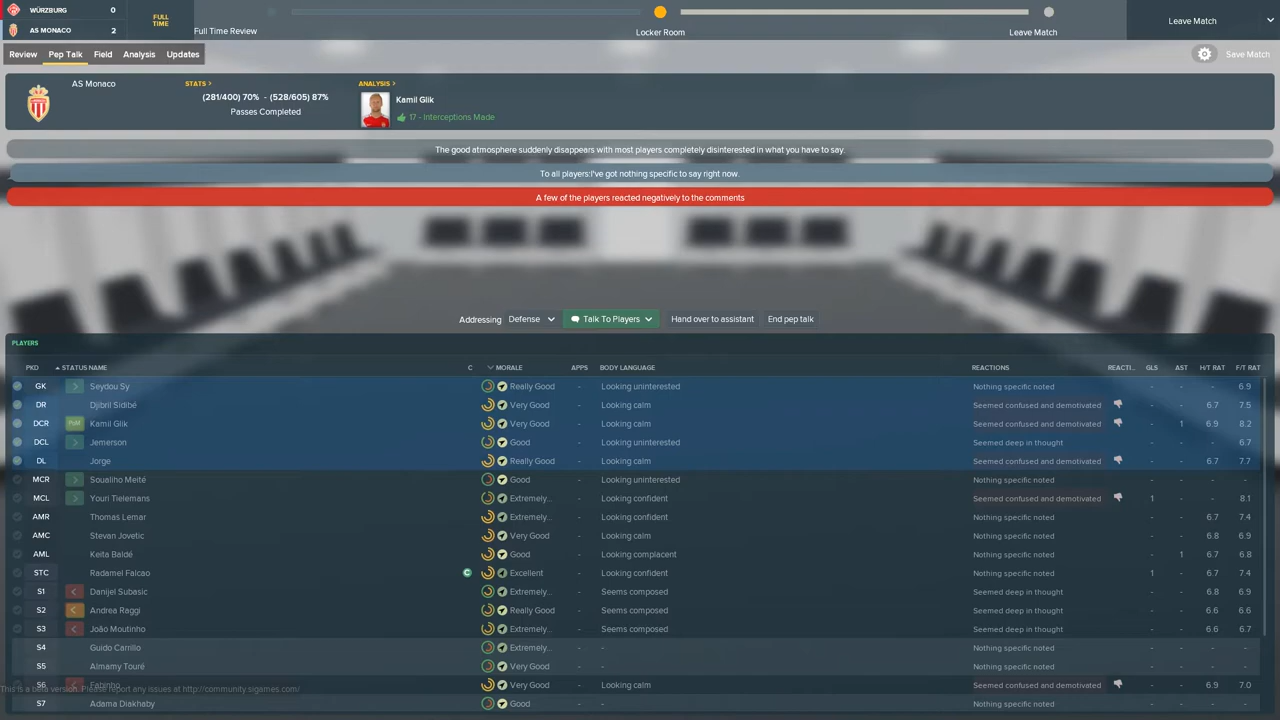 WÜRZBURG 0
AS MONACO 2
FULL TIME
Full Time Review
Locker Room
Leave Match
Leave Match
Review Pep Talk Field Analysis Updates
Save Match
AS Monaco
STATS >
(281/400) 70% - (528/605) 87%
Passes Completed
ANALYSIS >
Kamil Glik
17 - Interceptions Made
The good atmosphere suddenly disappears with most players completely disinterested in what you have to say.
To all players:I've got nothing specific to say right now.
A few of the players reacted negatively to the comments
Addressing Defense Talk To Players Hand over to assistant End pep talk
PLAYERS
PKD STATUS NAME C MORALE APPS BODY LANGUAGE REACTIONS REACTI... GLS AST H/T RAT F/T RAT
GK Seydou Sy Really Good - Looking uninterested Nothing specific noted - - - 6.9
DR Djibril Sidibé Very Good - Looking calm Seemed confused and demotivated - - 6.7 7.5
DCR PoM Kamil Glik Very Good - Looking calm Seemed confused and demotivated - 1 6.9 8.2
DCL Jemerson Good - Looking uninterested Seemed deep in thought - - - 6.7
DL Jorge Really Good - Looking calm Seemed confused and demotivated - - 6.7 7.7
MCR Soualiho Meité Good - Looking uninterested Nothing specific noted - - - -
MCL Youri Tielemans Extremely... - Looking confident Seemed confused and demotivated 1 - - 8.1
AMR Thomas Lemar Extremely... - Looking confident Nothing specific noted - - 6.7 7.4
AMC Stevan Jovetic Very Good - Looking calm Nothing specific noted - - 6.8 6.9
AML Keita Baldé Good - Looking complacent Nothing specific noted - 1 6.7 6.8
STC Radamel Falcao C Excellent - Looking confident Nothing specific noted 1 - 6.7 7.4
S1 Danijel Subasic Extremely... - Seems composed Seemed deep in thought - - 6.8 6.9
S2 Andrea Raggi Really Good - Seems composed Seemed deep in thought - - 6.6 6.6
S3 João Moutinho Extremely... - Seems composed Seemed deep in thought - - 6.6 6.7
S4 Guido Carrillo Extremely... - - Nothing specific noted - - - -
S5 Almamy Touré Very Good - - Nothing specific noted - - - -
S6 Fabinho Very Good - Looking calm Seemed confused and demotivated - - 6.9 7.0
This is a beta version. Please report any issues at http://community.sigames.com/
S7 Adama Diakhaby Good - - Nothing specific noted - - - -